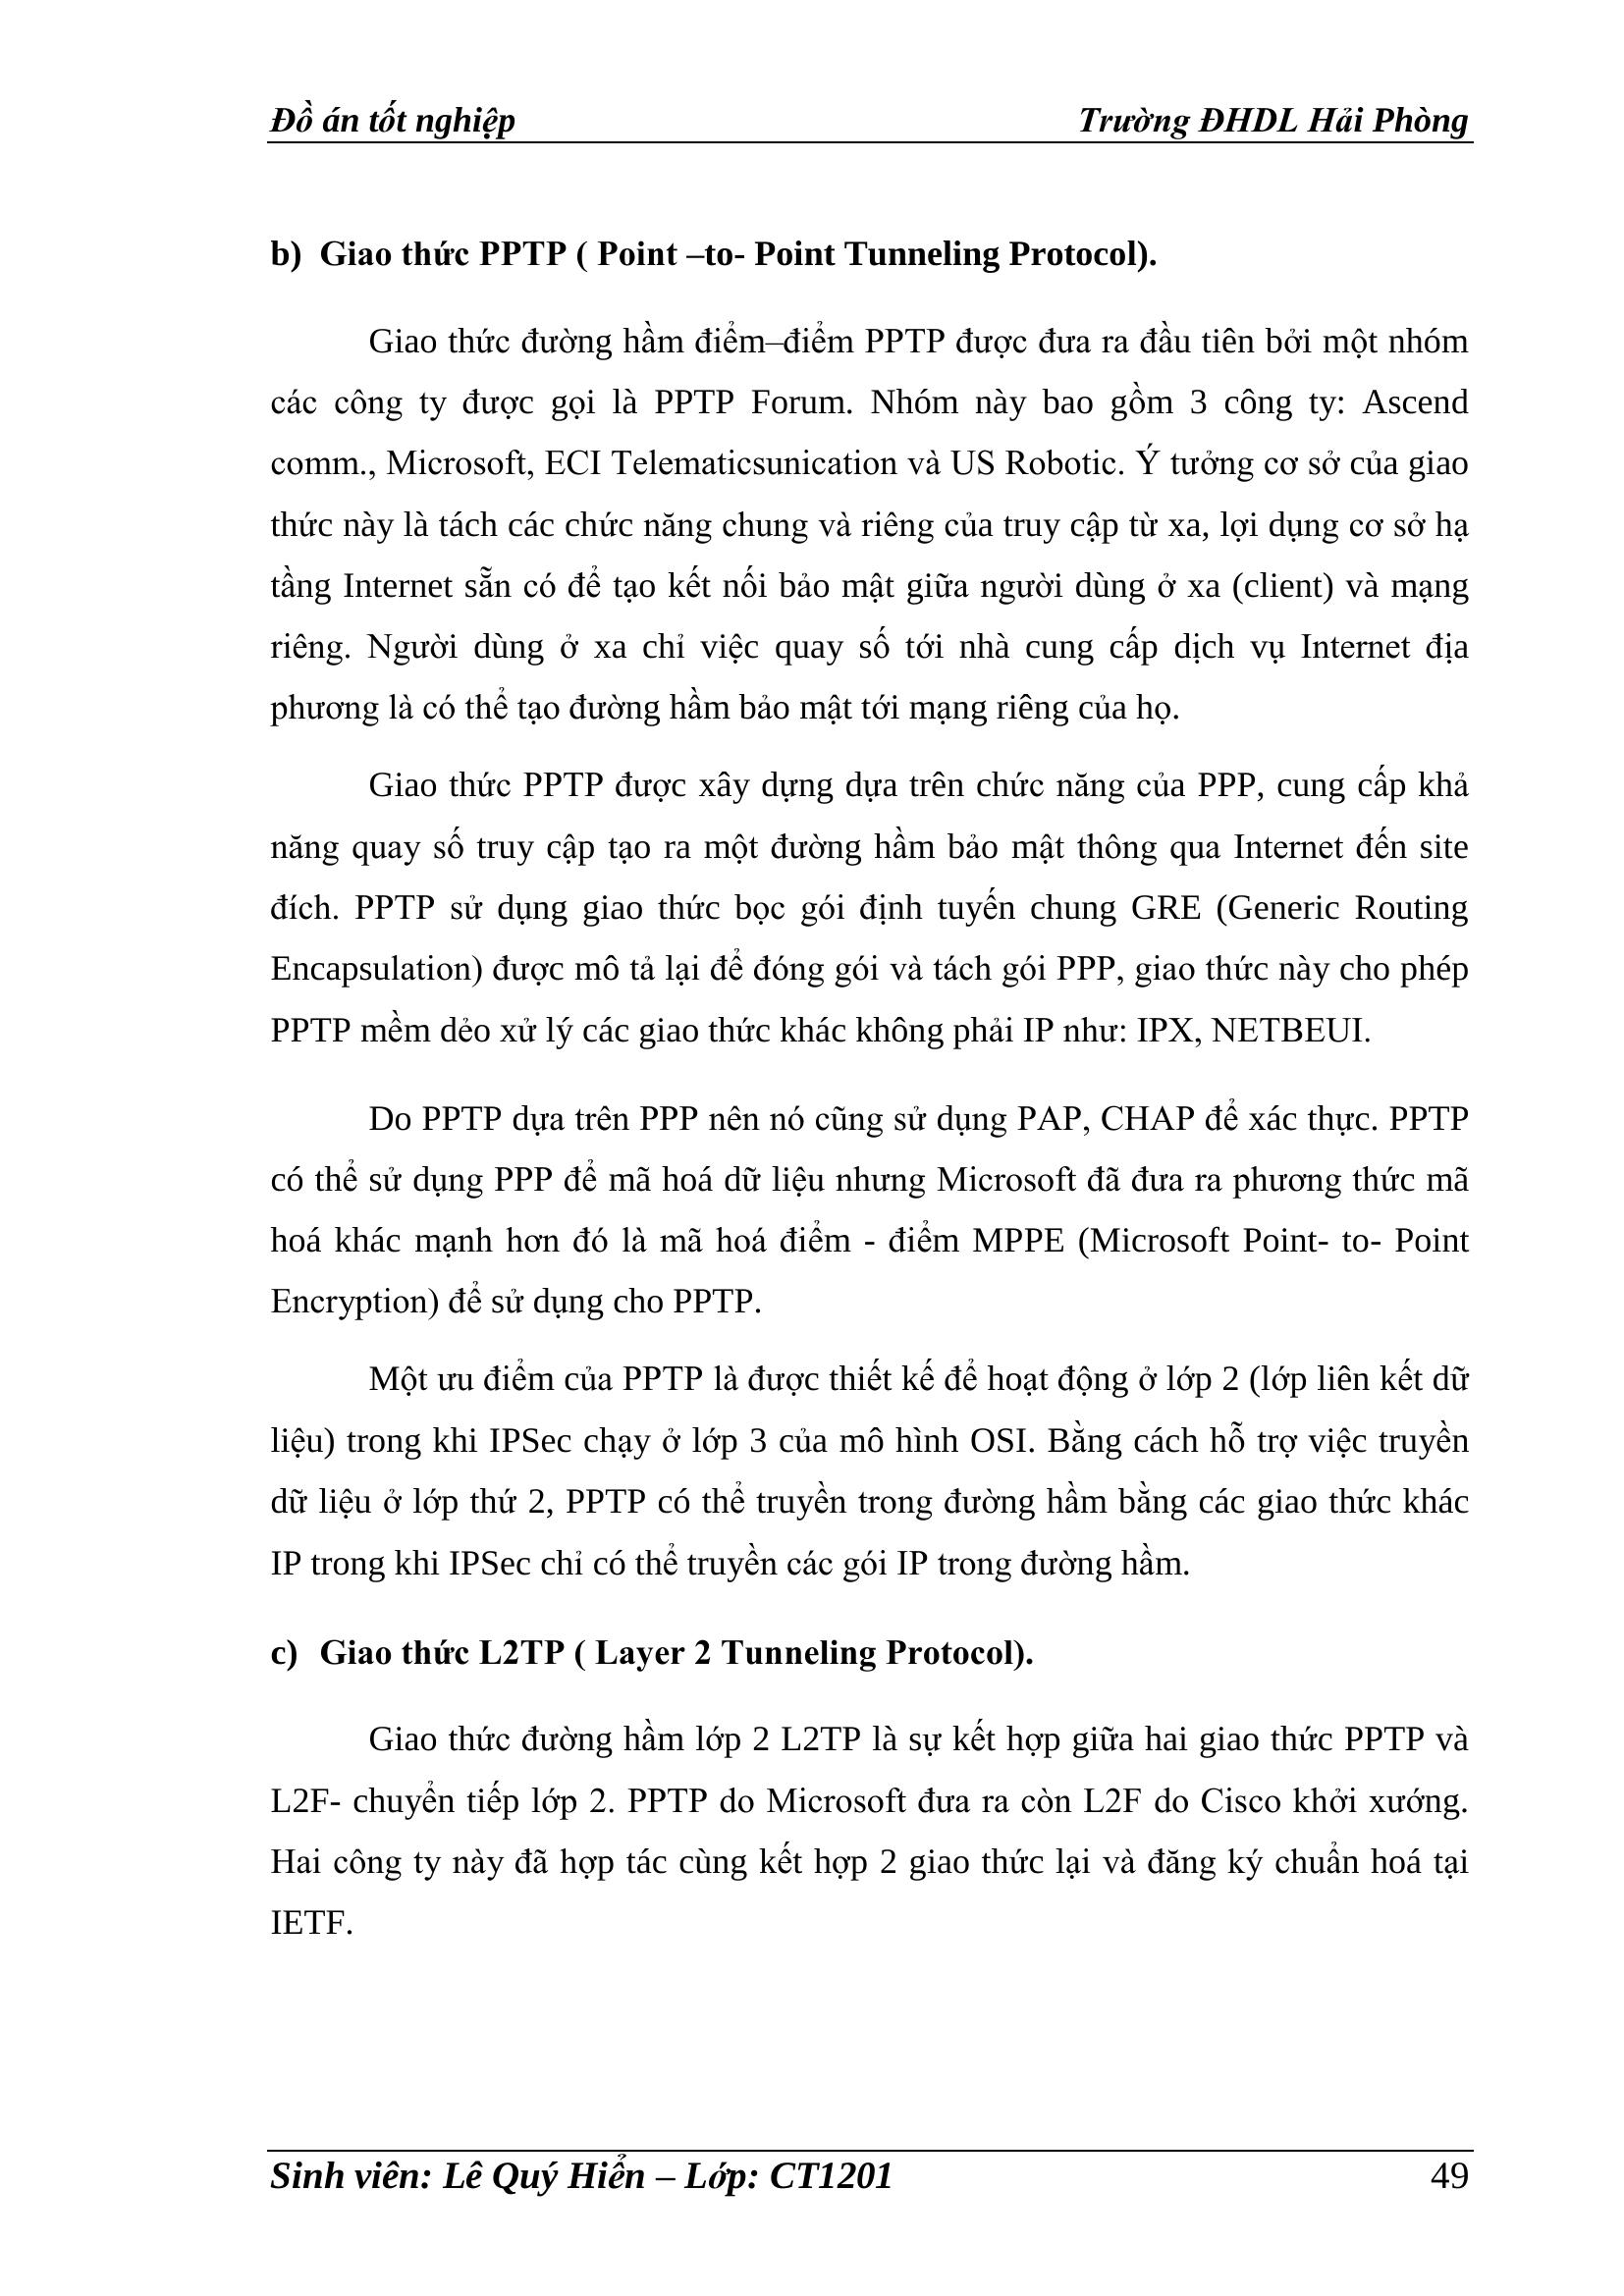 Đồ án tốt nghiệp Trường ĐHDL Hải Phòng
b) Giao thức PPTP ( Point –to- Point Tunneling Protocol).
Giao thức đường hầm điểm–điểm PPTP được đưa ra đầu tiên bởi một nhóm
các công ty được gọi là PPTP Forum. Nhóm này bao gồm 3 công ty: Ascend
comm., Microsoft, ECI Telematicsunication và US Robotic. Ý tưởng cơ sở của giao
thức này là tách các chức năng chung và riêng của truy cập từ xa, lợi dụng cơ sở hạ
tầng Internet sẵn có để tạo kết nối bảo mật giữa người dùng ở xa (client) và mạng
riêng. Người dùng ở xa chỉ việc quay số tới nhà cung cấp dịch vụ Internet địa
phương là có thể tạo đường hầm bảo mật tới mạng riêng của họ.
Giao thức PPTP được xây dựng dựa trên chức năng của PPP, cung cấp khả
năng quay số truy cập tạo ra một đường hầm bảo mật thông qua Internet đến site
đích. PPTP sử dụng giao thức bọc gói định tuyến chung GRE (Generic Routing
Encapsulation) được mô tả lại để đóng gói và tách gói PPP, giao thức này cho phép
PPTP mềm dẻo xử lý các giao thức khác không phải IP như: IPX, NETBEUI.
Do PPTP dựa trên PPP nên nó cũng sử dụng PAP, CHAP để xác thực. PPTP
có thể sử dụng PPP để mã hoá dữ liệu nhưng Microsoft đã đưa ra phương thức mã
hoá khác mạnh hơn đó là mã hoá điểm - điểm MPPE (Microsoft Point- to- Point
Encryption) để sử dụng cho PPTP.
Một ưu điểm của PPTP là được thiết kế để hoạt động ở lớp 2 (lớp liên kết dữ
liệu) trong khi IPSec chạy ở lớp 3 của mô hình OSI. Bằng cách hỗ trợ việc truyền
dữ liệu ở lớp thứ 2, PPTP có thể truyền trong đường hầm bằng các giao thức khác
IP trong khi IPSec chỉ có thể truyền các gói IP trong đường hầm.
c) Giao thức L2TP ( Layer 2 Tunneling Protocol).
Giao thức đường hầm lớp 2 L2TP là sự kết hợp giữa hai giao thức PPTP và
L2F- chuyển tiếp lớp 2. PPTP do Microsoft đưa ra còn L2F do Cisco khởi xướng.
Hai công ty này đã hợp tác cùng kết hợp 2 giao thức lại và đăng ký chuẩn hoá tại
IETF.
Sinh viên: Lê Quý Hiển – Lớp: CT1201 49